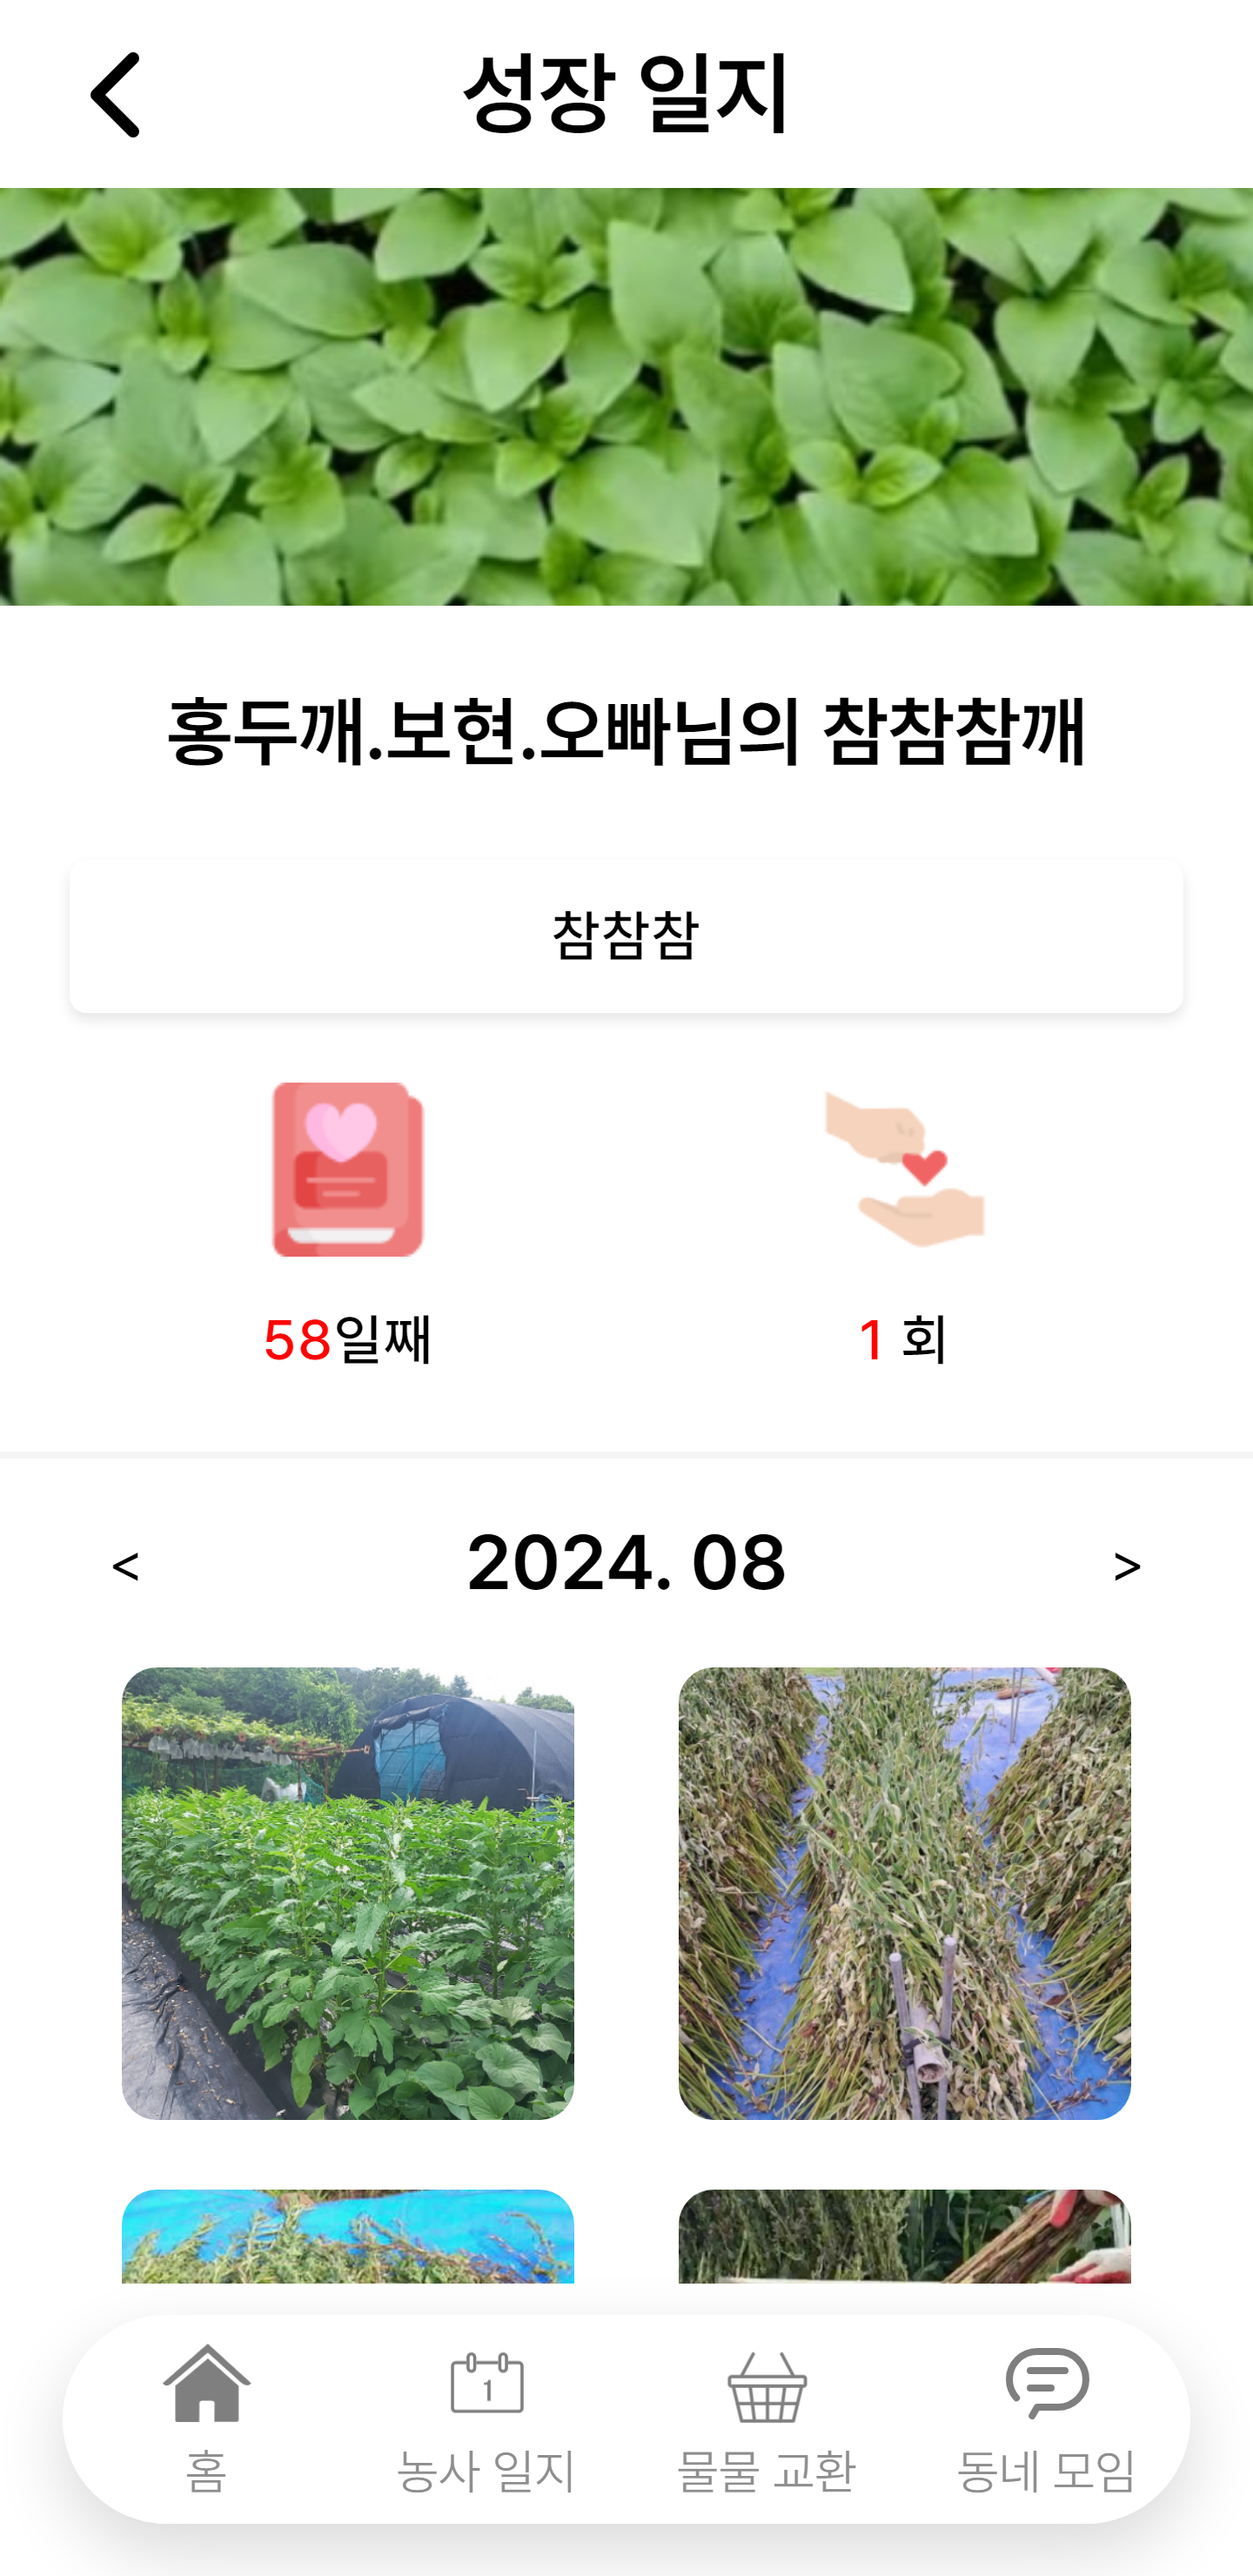 성장 일지
홍두깨.보현.오빠님의 참참참깨
참참참
58일째
1 회
< 2024. 08 >
1
홈 농사 일지 물물 교환 동네 모임